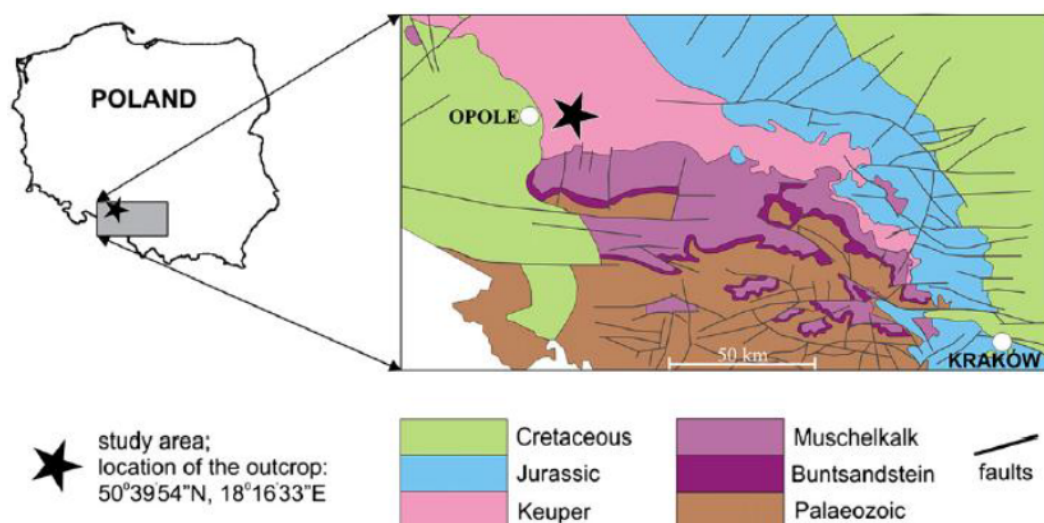 POLAND
OPOLE
50 km
KRAKÓW
study area;
location of the outcrop:
50°39'54"N, 18°16'33"E
Cretaceous
Jurassic
Keuper
Muschelkalk
Buntsandstein
Palaeozoic
faults